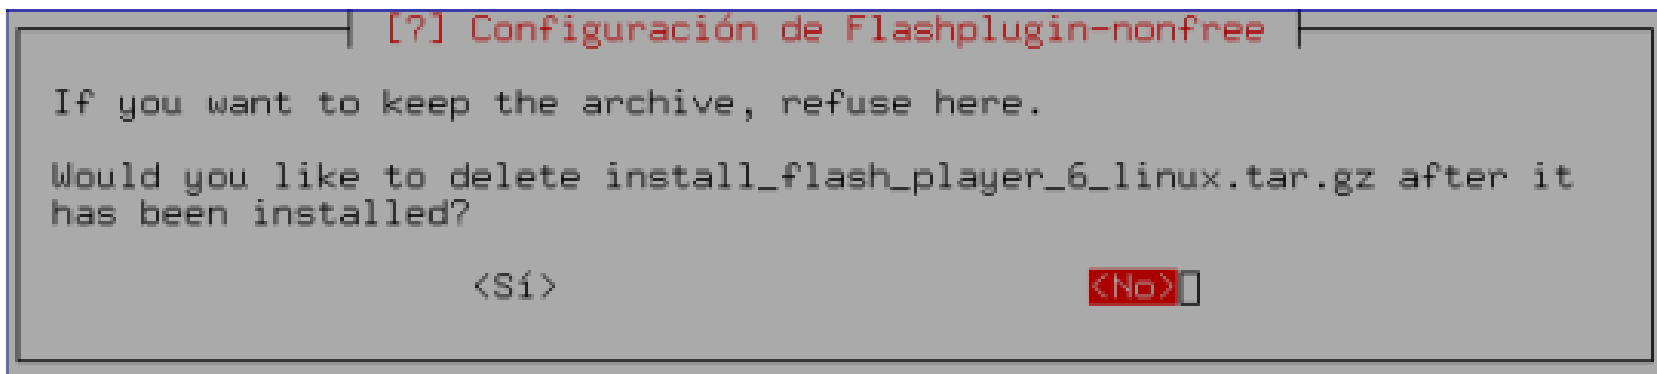 [?] Configuración de Flashplugin-nonfree
If you want to keep the archive, refuse here.
Would you like to delete install_flash_player_6_linux.tar.gz after it
has been installed?
<Sí> <No>